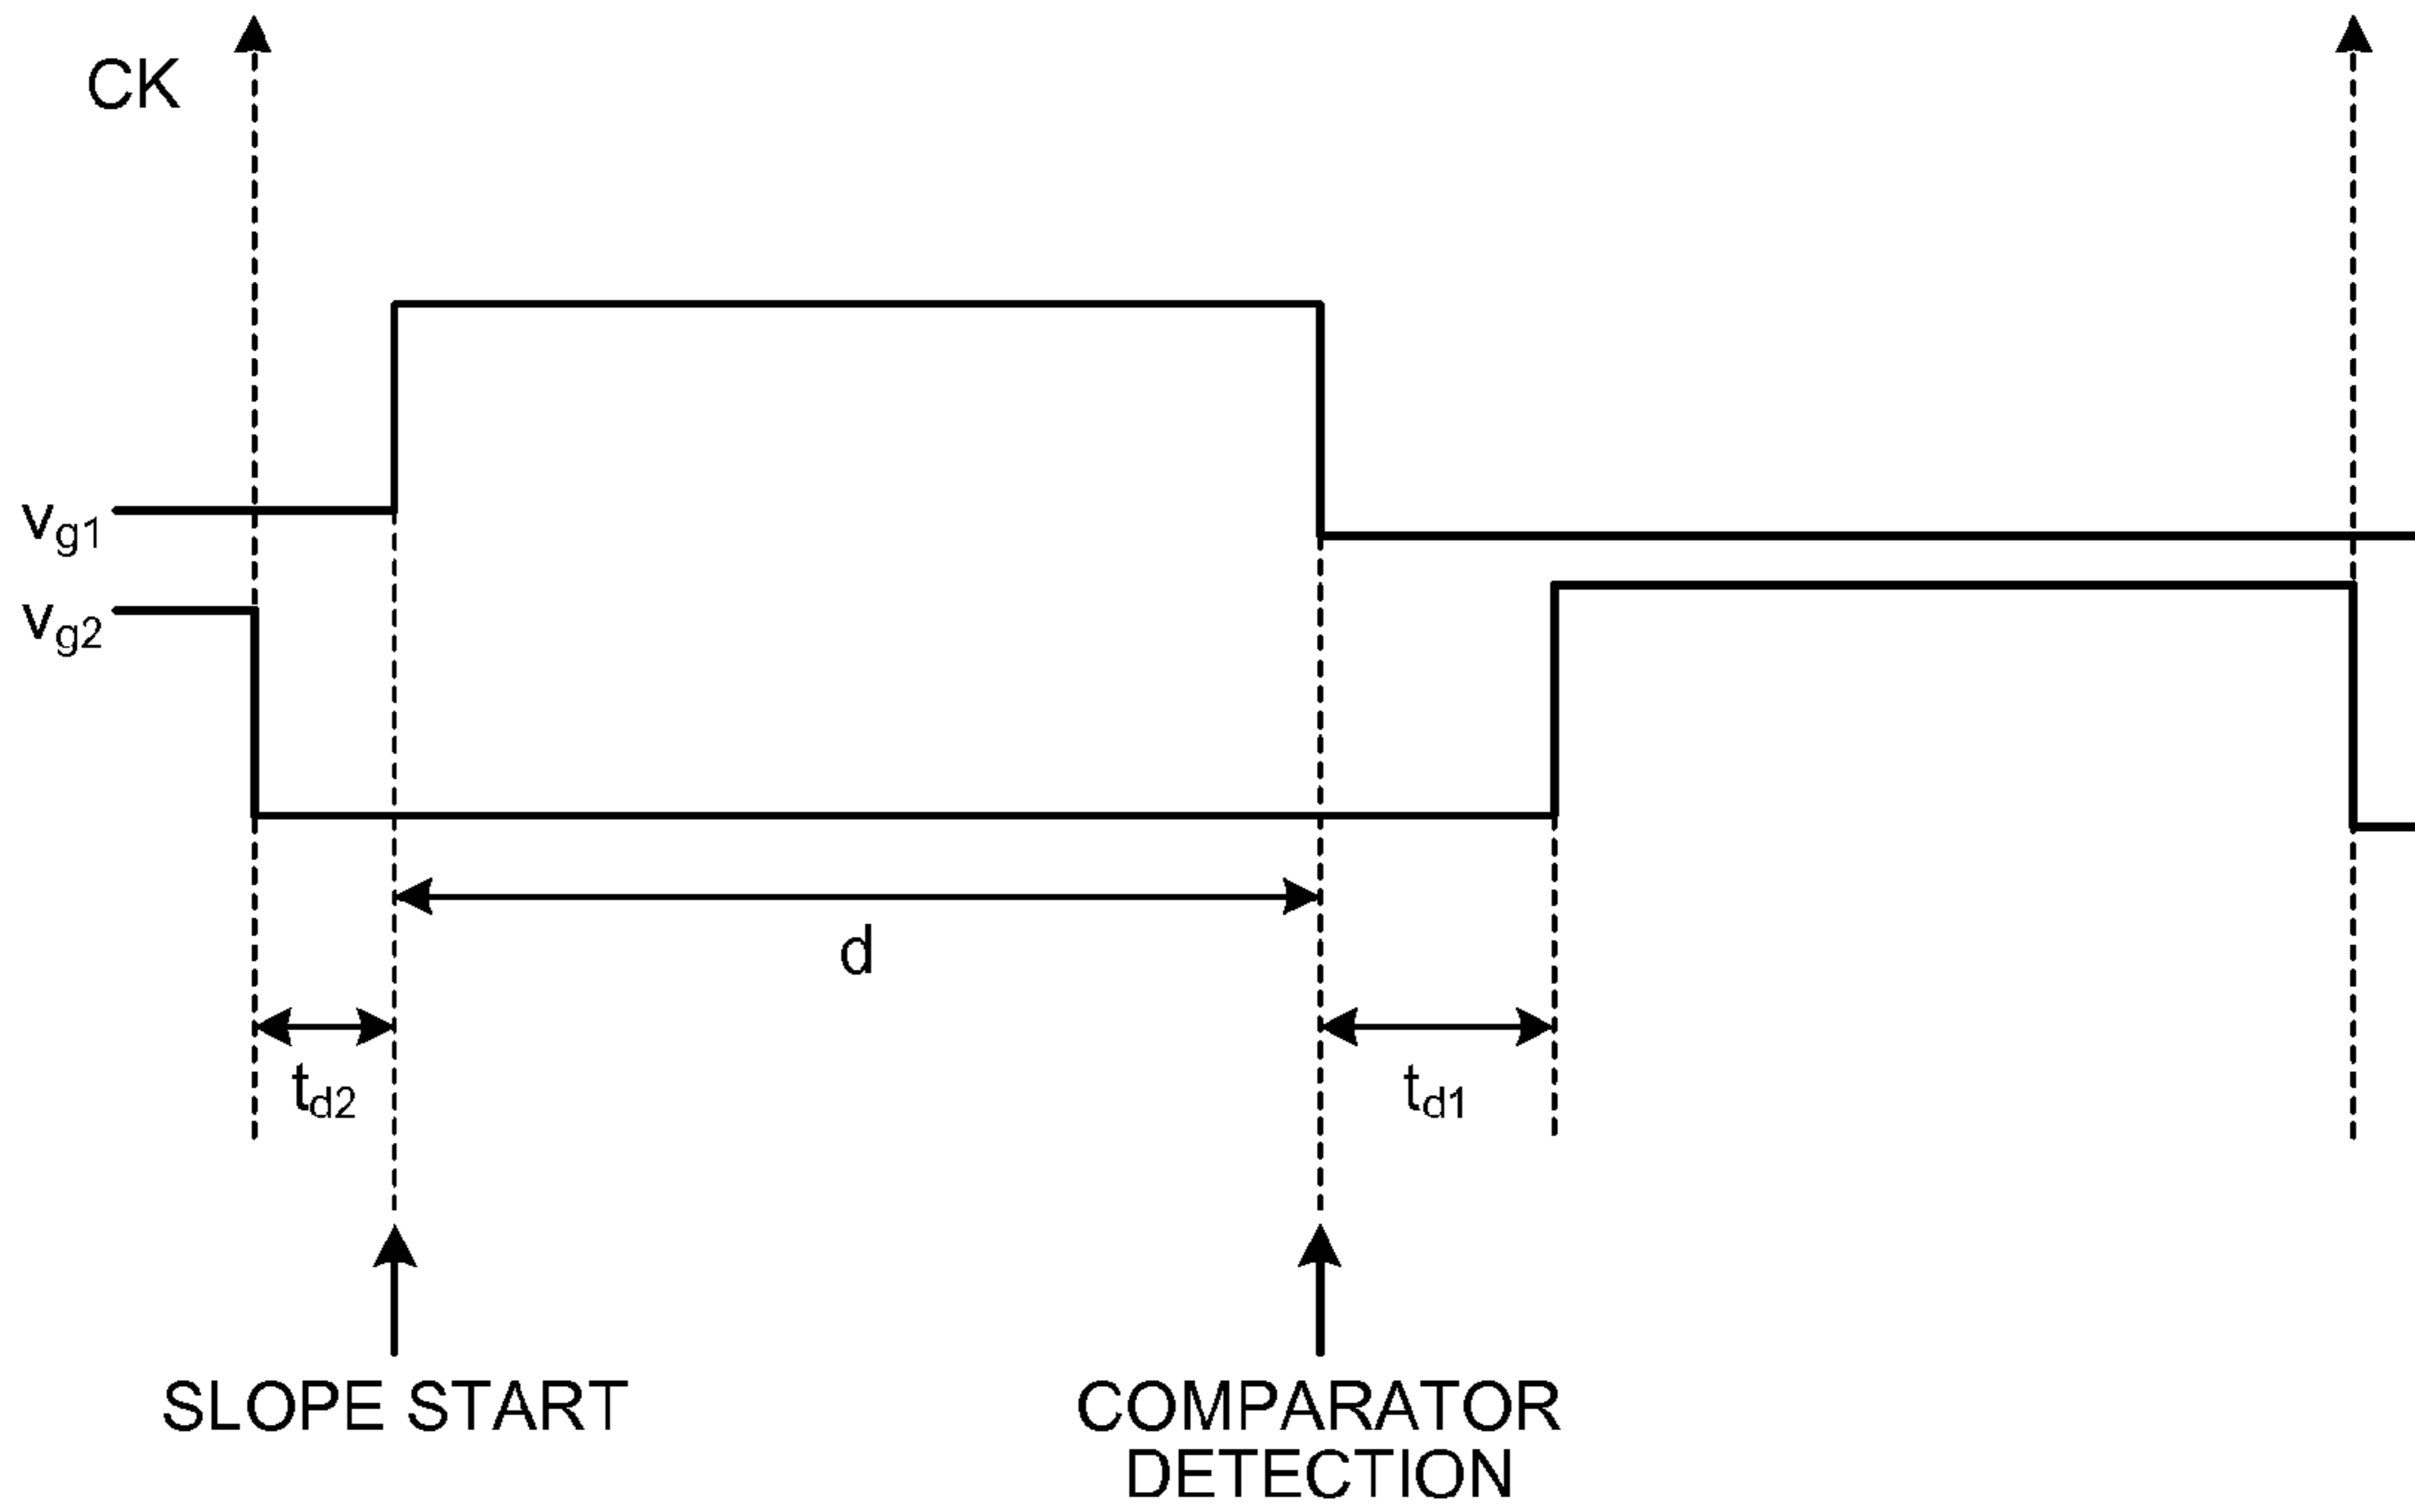 CK
vg1
vg2
d
td2
td1
SLOPE START
COMPARATOR
DETECTION